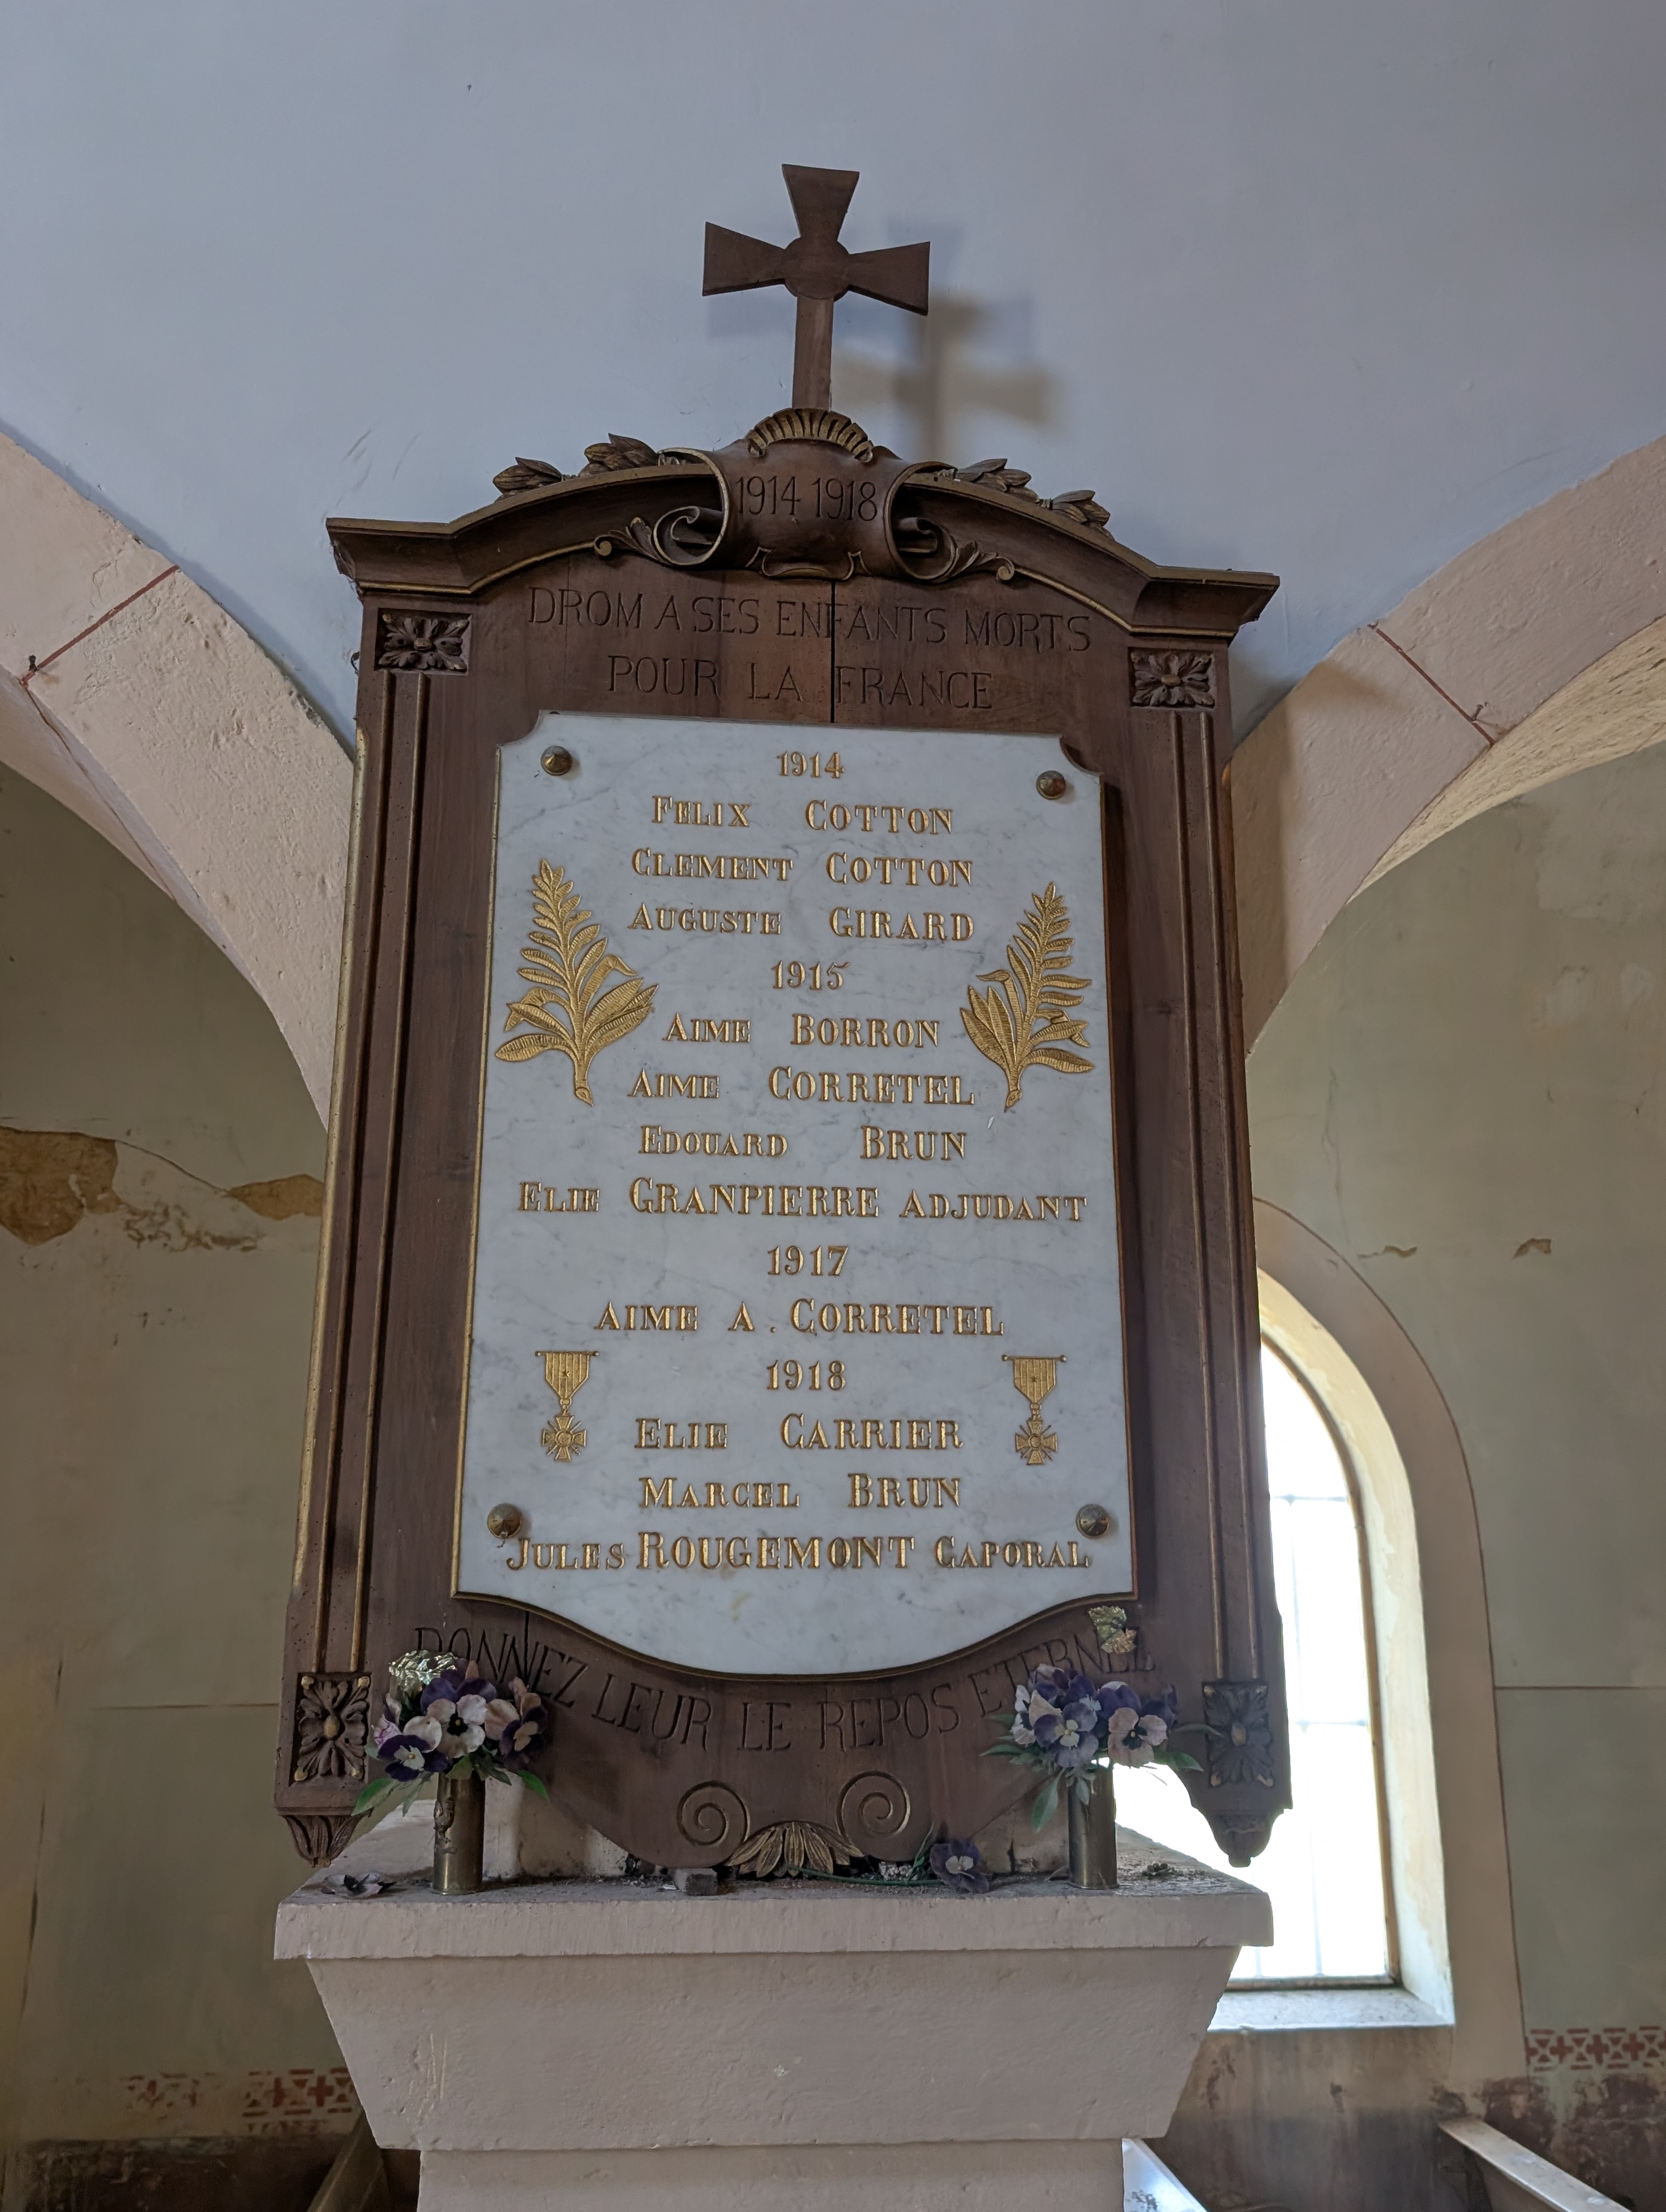 1914 1918
DROM A SES ENFANTS MORTS
POUR LA FRANCE
1914
FELIX COTTON
CLEMENT COTTON
AUGUSTE GIRARD
1915
AIME BORRON
AIME CORRETEL
EDOUARD BRUN
ELIE GRANPIERRE ADJUDANT
1917
AIME A. CORRETEL
1918
ELIE CARRIER
MARCEL BRUN
JULES ROUGEMONT CAPORAL
DONNEZ LEUR LE REPOS ETERNEL